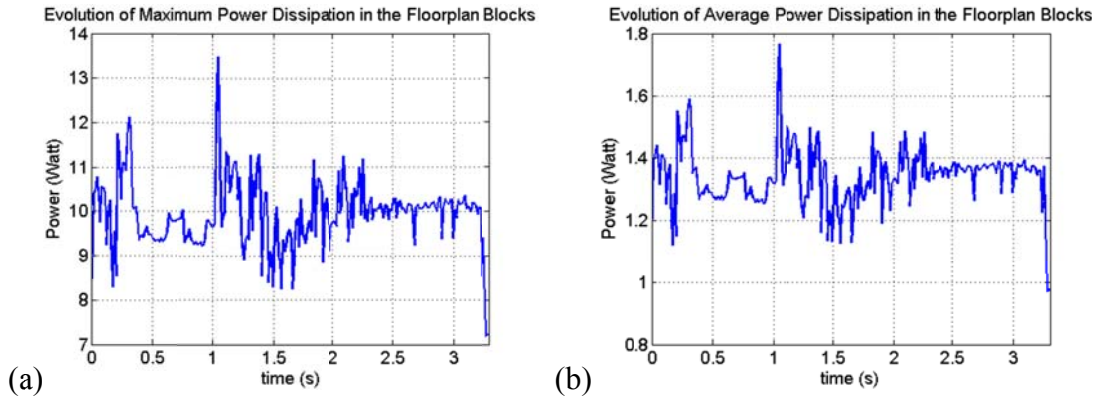 Evolution of Maximum Power Dissipation in the Floorplan Blocks
14
13
12
11
10
9
8
7
Power (Watt)
0 0.5 1 1.5 2 2.5 3
time (s)
(a)
Evolution of Average Power Dissipation in the Floorplan Blocks
1.8
1.6
1.4
1.2
1
0.8
Power (Watt)
0 0.5 1 1.5 2 2.5 3
time (s)
(b)